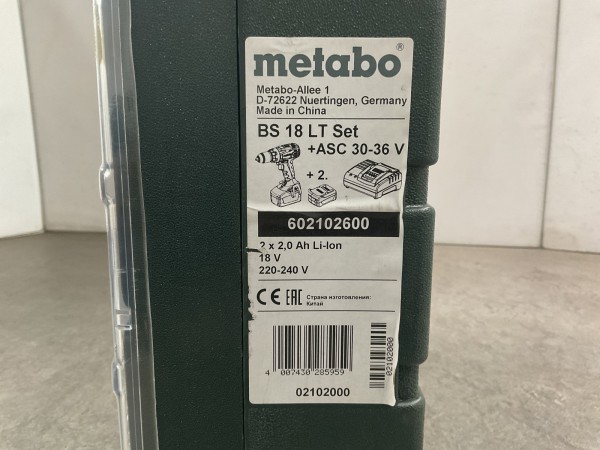 metabo®
Metabo-Allee 1
D-72622 Nuertingen, Germany
Made in China
BS 18 LT Set
+ASC 30-36 V
+ 2.
602102600
2 x 2,0 Ah Li-Ion
18 V
220-240 V
CE EAC Страна изготовления:
Китай
4 007430 285959
02102000
02102000